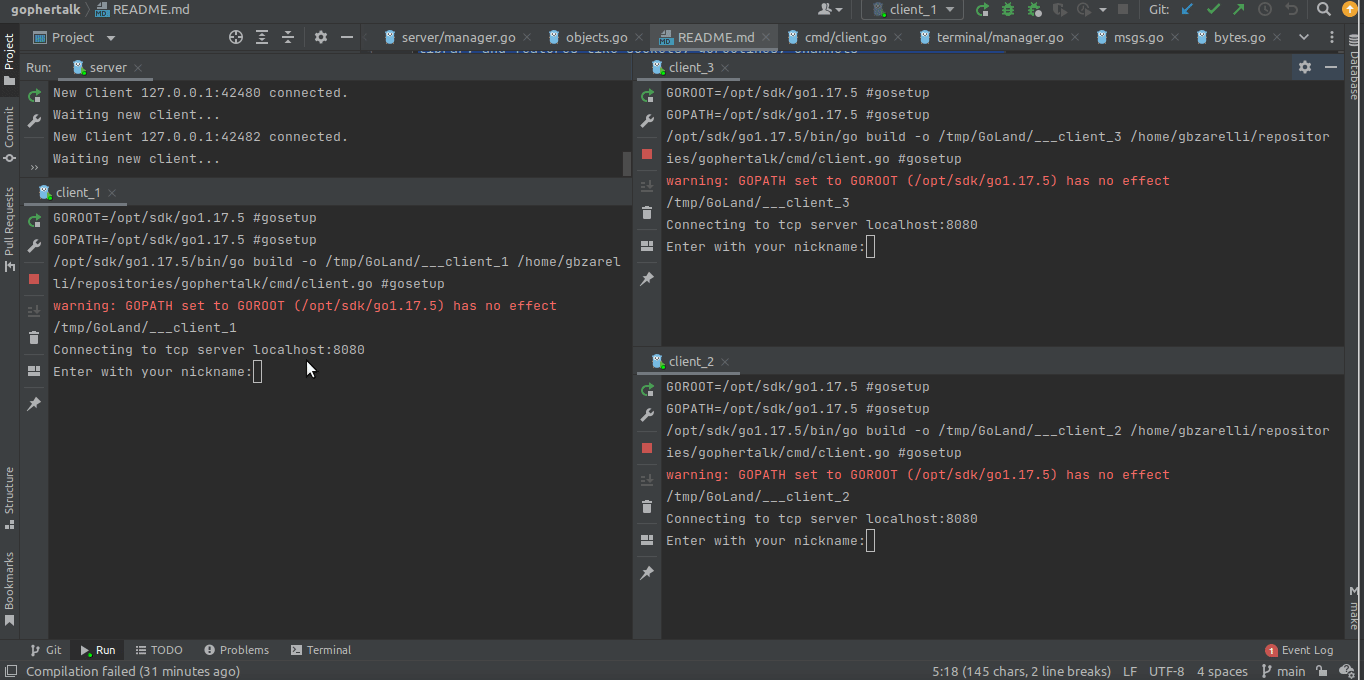 gophertalk README.md client_1 Git:
Project server/manager.go objects.go README.md cmd/client.go terminal/manager.go msgs.go bytes.go
Project
Commit
Pull Requests
Structure
Bookmarks
Database
make
Run: server
New Client 127.0.0.1:42480 connected.
Waiting new client...
New Client 127.0.0.1:42482 connected.
Waiting new client...
client_1
GOROOT=/opt/sdk/go1.17.5 #gosetup
GOPATH=/opt/sdk/go1.17.5 #gosetup
/opt/sdk/go1.17.5/bin/go build -o /tmp/GoLand/___client_1 /home/gbzarel
li/repositories/gophertalk/cmd/client.go #gosetup
warning: GOPATH set to GOROOT (/opt/sdk/go1.17.5) has no effect
/tmp/GoLand/___client_1
Connecting to tcp server localhost:8080
Enter with your nickname:
client_3
GOROOT=/opt/sdk/go1.17.5 #gosetup
GOPATH=/opt/sdk/go1.17.5 #gosetup
/opt/sdk/go1.17.5/bin/go build -o /tmp/GoLand/___client_3 /home/gbzarelli/repositor
ies/gophertalk/cmd/client.go #gosetup
warning: GOPATH set to GOROOT (/opt/sdk/go1.17.5) has no effect
/tmp/GoLand/___client_3
Connecting to tcp server localhost:8080
Enter with your nickname:
client_2
GOROOT=/opt/sdk/go1.17.5 #gosetup
GOPATH=/opt/sdk/go1.17.5 #gosetup
/opt/sdk/go1.17.5/bin/go build -o /tmp/GoLand/___client_2 /home/gbzarelli/repositor
ies/gophertalk/cmd/client.go #gosetup
warning: GOPATH set to GOROOT (/opt/sdk/go1.17.5) has no effect
/tmp/GoLand/___client_2
Connecting to tcp server localhost:8080
Enter with your nickname:
Git Run TODO Problems Terminal 1 Event Log
Compilation failed (31 minutes ago) 5:18 (145 chars, 2 line breaks) LF UTF-8 4 spaces main